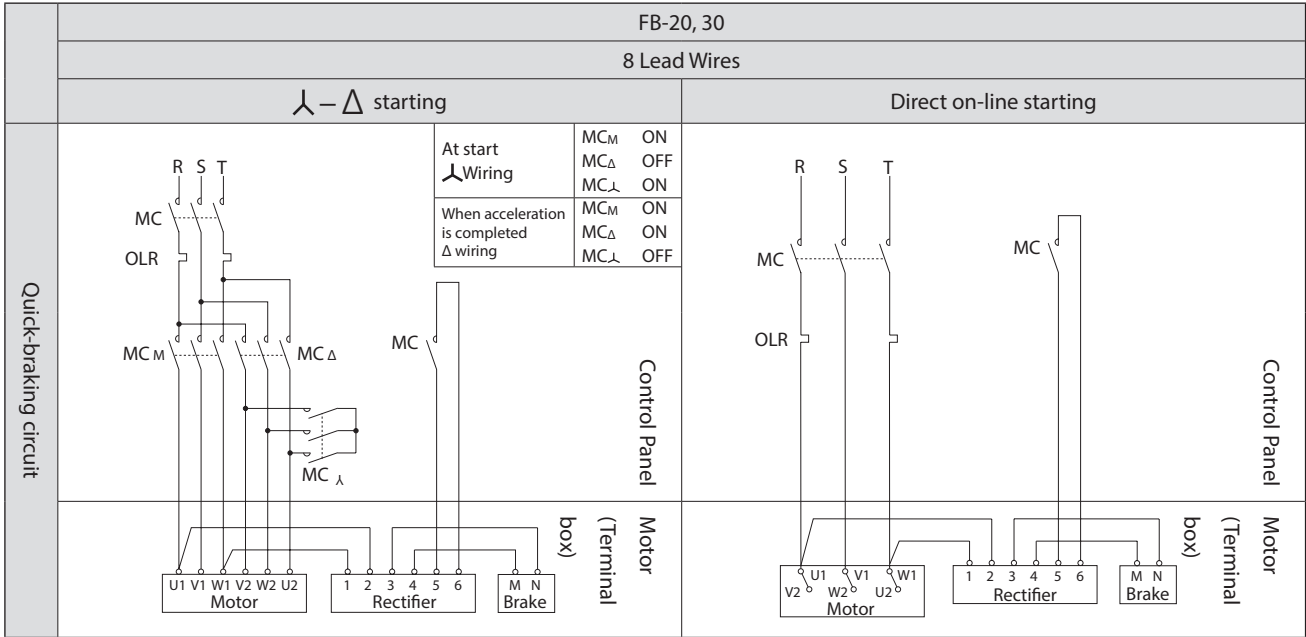 FB-20, 30
8 Lead Wires
⅄ – Δ starting
Direct on-line starting
Quick-braking circuit
At start
⅄ Wiring
MCM ON
MCΔ OFF
MC⅄ ON
When acceleration
is completed
Δ wiring
MCM ON
MCΔ ON
MC⅄ OFF
R S T
MC
OLR
MC M
MC Δ
MC
MC ⅄
Control Panel
Motor
(Terminal
box)
U1 V1 W1 V2 W2 U2
Motor
1 2 3 4 5 6
Rectifier
M N
Brake
R S T
MC
OLR
MC
Control Panel
Motor
(Terminal
box)
U1 V1 W1
V2 W2 U2
Motor
1 2 3 4 5 6
Rectifier
M N
Brake